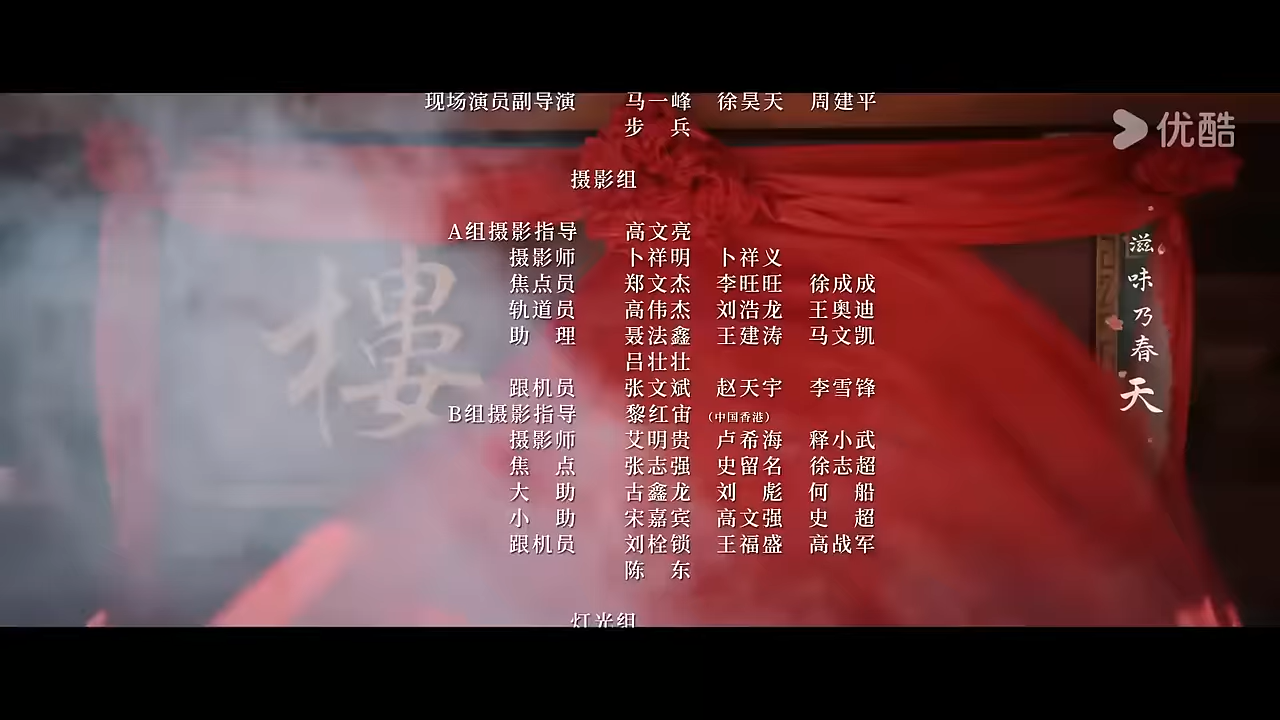 现场演员副导演 马一峰 徐昊天 周建平
步 兵
摄影组
A组摄影指导 高文亮
摄影师 卜祥明 卜祥义
焦点员 郑文杰 李旺旺 徐成成
轨道员 高伟杰 刘浩龙 王奥迪
助 理 聂法鑫 王建涛 马文凯
吕壮壮
跟机员 张文斌 赵天宇 李雪锋
B组摄影指导 黎红宙 (中国香港)
摄影师 艾明贵 卢希海 释小武
焦 点 张志强 史留名 徐志超
大 助 古鑫龙 刘 彪 何 船
小 助 宋嘉宾 高文强 史 超
跟机员 刘栓锁 王福盛 高战军
陈 东
灯光组
优酷
滋味乃春天
樓